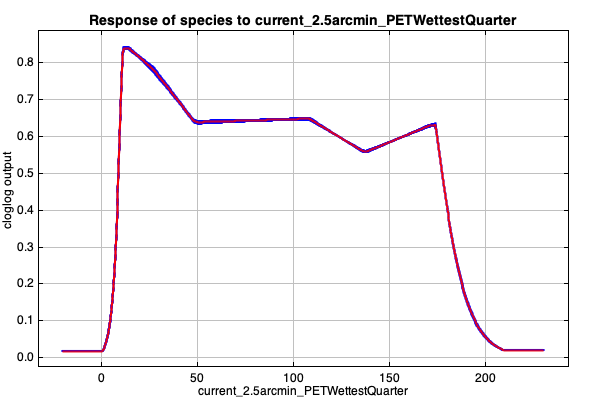 Response of species to current_2.5arcmin_PETWettestQuarter
cloglog output
0.8
0.7
0.6
0.5
0.4
0.3
0.2
0.1
0.0
0 50 100 150 200
current_2.5arcmin_PETWettestQuarter